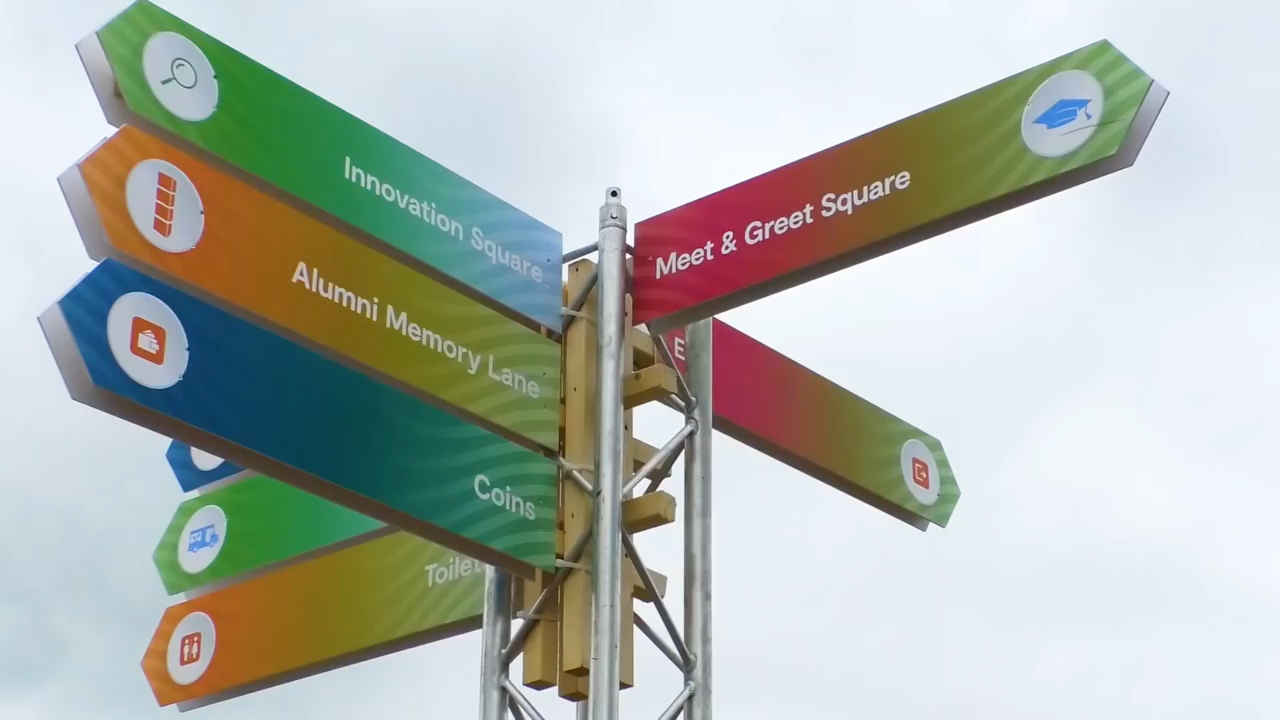 Innovation Square
Alumni Memory Lane
Coins
Meet & Greet Square